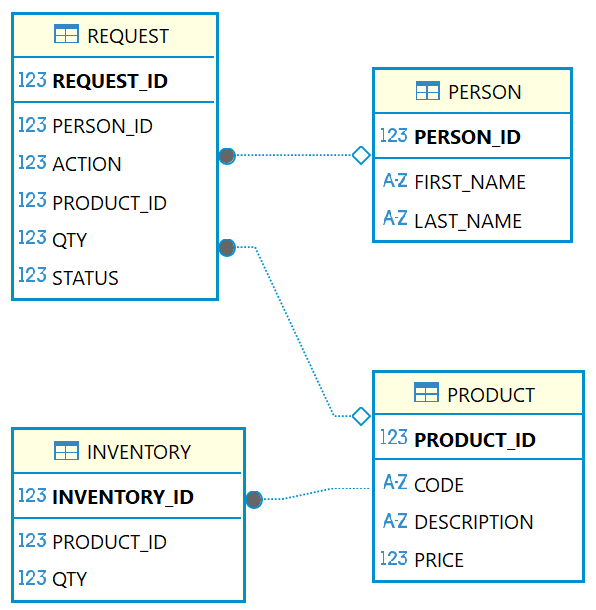 REQUEST
123 REQUEST_ID
123 PERSON_ID
123 ACTION
123 PRODUCT_ID
123 QTY
123 STATUS
PERSON
123 PERSON_ID
A-Z FIRST_NAME
A-Z LAST_NAME
PRODUCT
123 PRODUCT_ID
A-Z CODE
A-Z DESCRIPTION
123 PRICE
INVENTORY
123 INVENTORY_ID
123 PRODUCT_ID
123 QTY